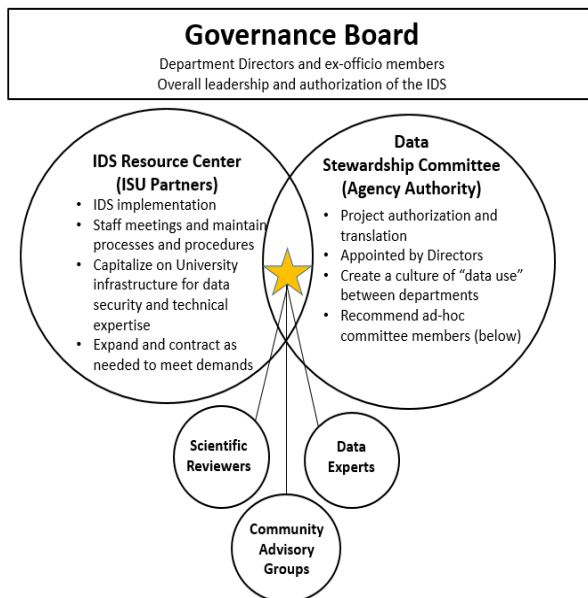 Governance Board
Department Directors and ex-officio members
Overall leadership and authorization of the IDS
IDS Resource Center
(ISU Partners)
• IDS implementation
• Staff meetings and maintain
processes and procedures
• Capitalize on University
infrastructure for data
security and technical
expertise
• Expand and contract as
needed to meet demands
Data
Stewardship Committee
(Agency Authority)
• Project authorization and
translation
• Appointed by Directors
• Create a culture of “data use”
between departments
• Recommend ad-hoc
committee members (below)
Scientific
Reviewers
Data
Experts
Community
Advisory
Groups